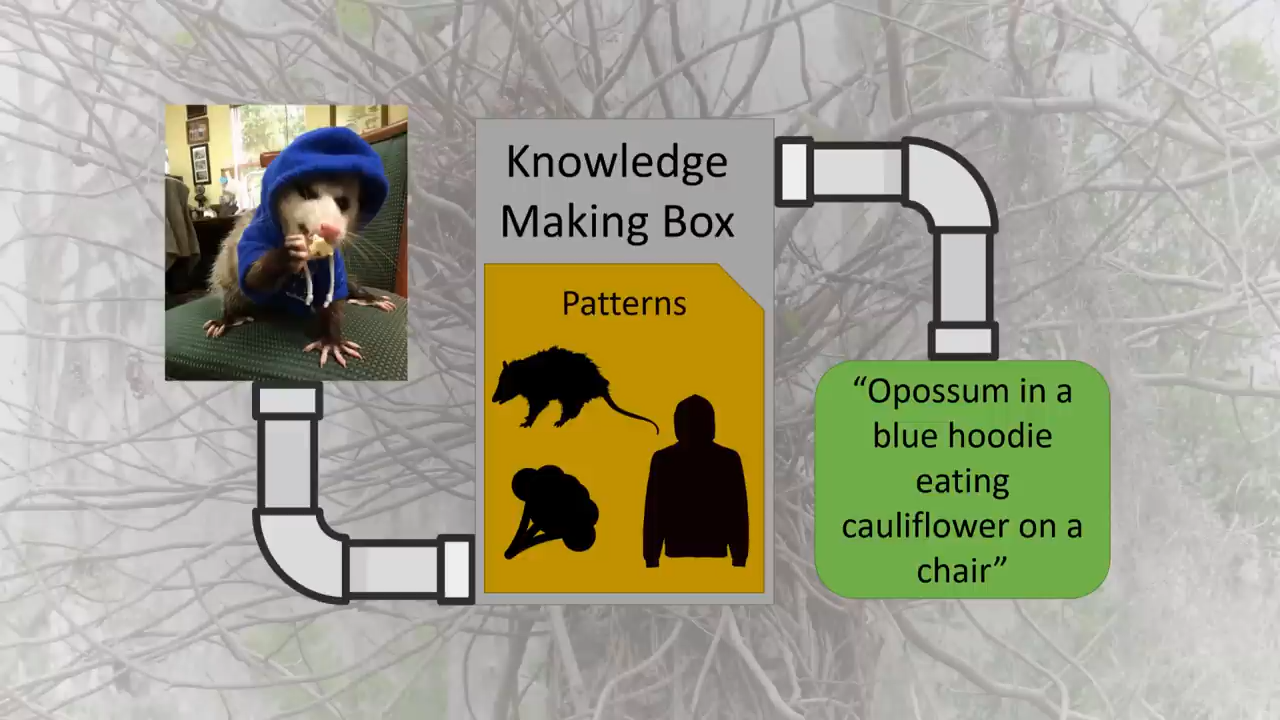 Knowledge
Making Box
Patterns
“Opossum in a
blue hoodie
eating
cauliflower on a
chair”